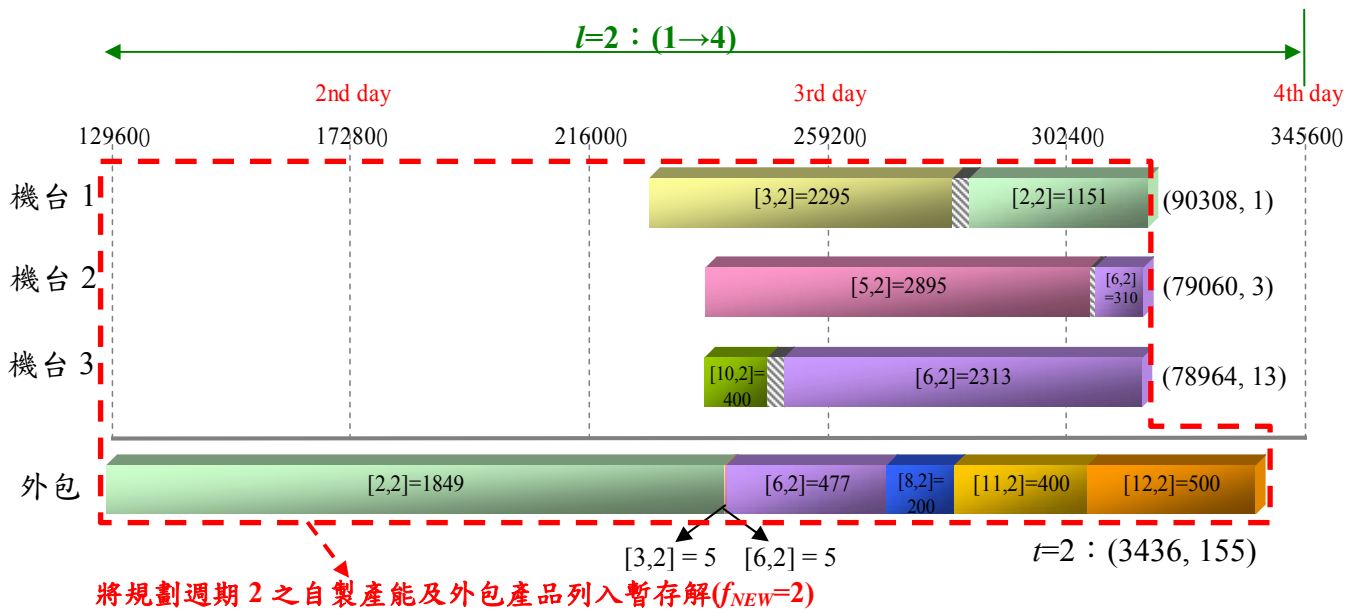 l=2：(1→4)
2nd day 3rd day 4th day
129600 172800 216000 259200 302400 345600
機台 1 [3,2]=2295 [2,2]=1151 (90308, 1)
機台 2 [5,2]=2895 [6,2]=310 (79060, 3)
機台 3 [10,2]=400 [6,2]=2313 (78964, 13)
外包 [2,2]=1849 [6,2]=477 [8,2]=200 [11,2]=400 [12,2]=500
[3,2] = 5 [6,2] = 5 t=2：(3436, 155)
將規劃週期 2 之自製產能及外包產品列入暫存解(fNEW=2)